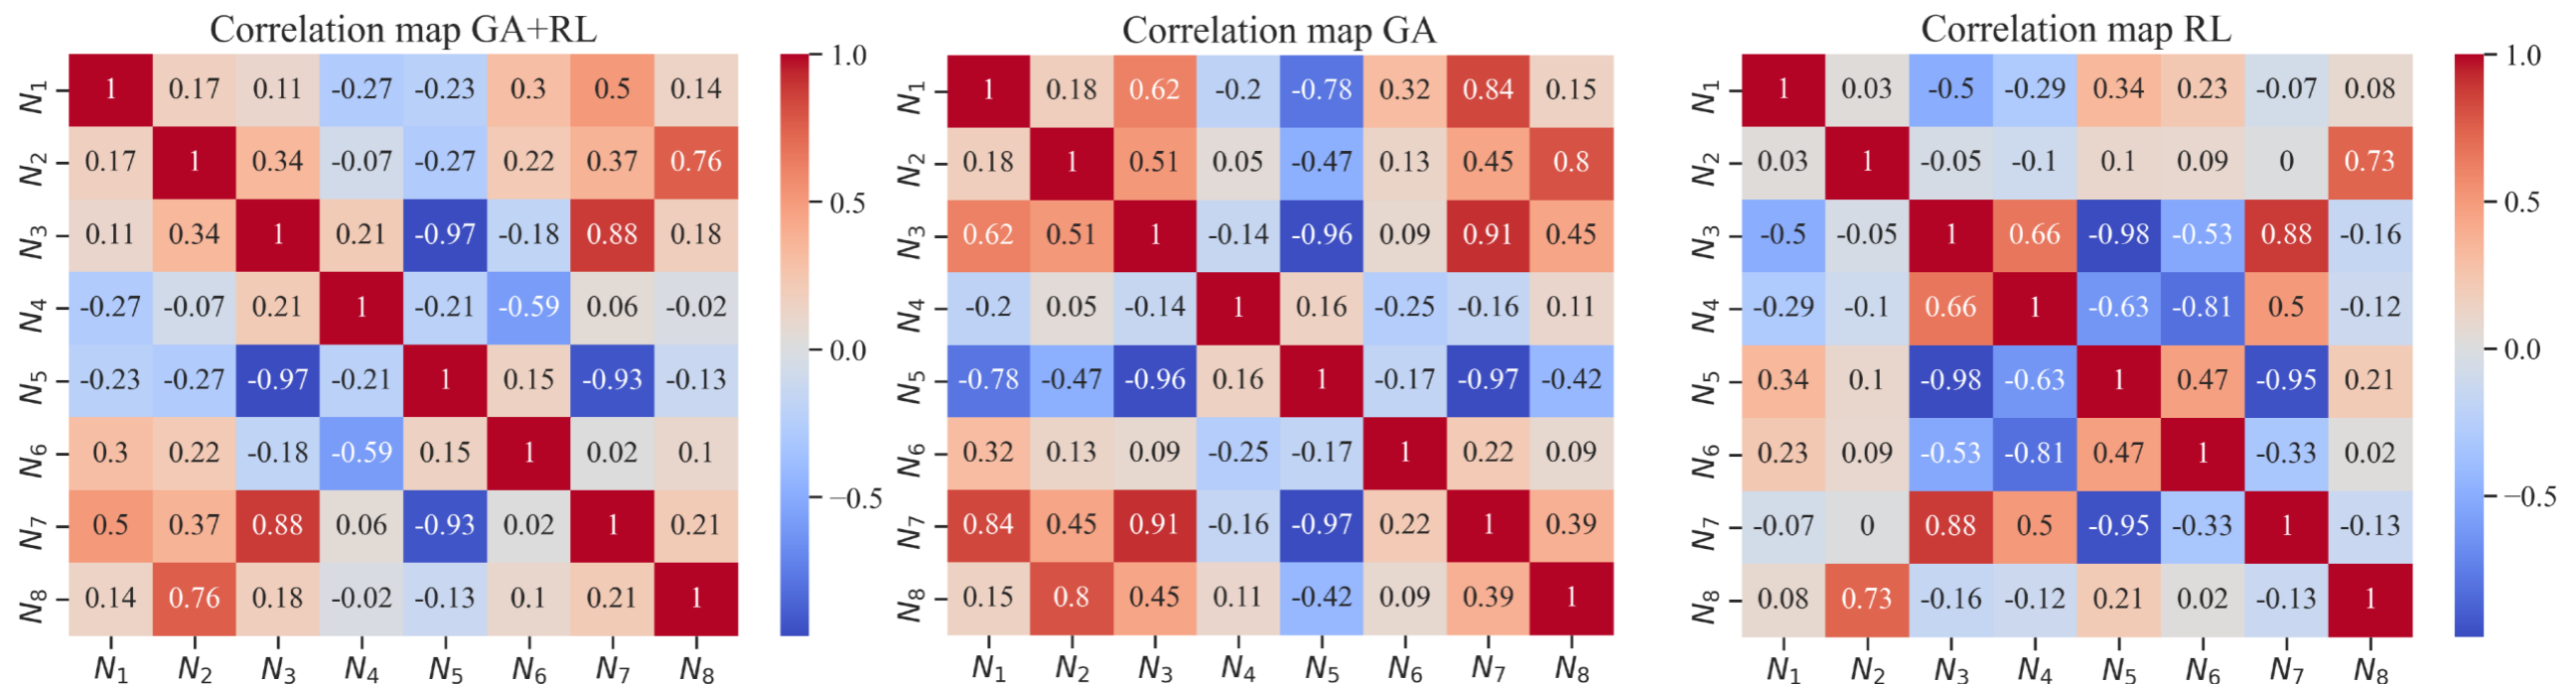 Correlation map GA+RL
N1 1 0.17 0.11 -0.27 -0.23 0.3 0.5 0.14
N2 0.17 1 0.34 -0.07 -0.27 0.22 0.37 0.76
N3 0.11 0.34 1 0.21 -0.97 -0.18 0.88 0.18
N4 -0.27 -0.07 0.21 1 -0.21 -0.59 0.06 -0.02
N5 -0.23 -0.27 -0.97 -0.21 1 0.15 -0.93 -0.13
N6 0.3 0.22 -0.18 -0.59 0.15 1 0.02 0.1
N7 0.5 0.37 0.88 0.06 -0.93 0.02 1 0.21
N8 0.14 0.76 0.18 -0.02 -0.13 0.1 0.21 1
N1 N2 N3 N4 N5 N6 N7 N8
1.0
0.5
0.0
−0.5
Correlation map GA
N1 1 0.18 0.62 -0.2 -0.78 0.32 0.84 0.15
N2 0.18 1 0.51 0.05 -0.47 0.13 0.45 0.8
N3 0.62 0.51 1 -0.14 -0.96 0.09 0.91 0.45
N4 -0.2 0.05 -0.14 1 0.16 -0.25 -0.16 0.11
N5 -0.78 -0.47 -0.96 0.16 1 -0.17 -0.97 -0.42
N6 0.32 0.13 0.09 -0.25 -0.17 1 0.22 0.09
N7 0.84 0.45 0.91 -0.16 -0.97 0.22 1 0.39
N8 0.15 0.8 0.45 0.11 -0.42 0.09 0.39 1
N1 N2 N3 N4 N5 N6 N7 N8
Correlation map RL
N1 1 0.03 -0.5 -0.29 0.34 0.23 -0.07 0.08
N2 0.03 1 -0.05 -0.1 0.1 0.09 0 0.73
N3 -0.5 -0.05 1 0.66 -0.98 -0.53 0.88 -0.16
N4 -0.29 -0.1 0.66 1 -0.63 -0.81 0.5 -0.12
N5 0.34 0.1 -0.98 -0.63 1 0.47 -0.95 0.21
N6 0.23 0.09 -0.53 -0.81 0.47 1 -0.33 0.02
N7 -0.07 0 0.88 0.5 -0.95 -0.33 1 -0.13
N8 0.08 0.73 -0.16 -0.12 0.21 0.02 -0.13 1
N1 N2 N3 N4 N5 N6 N7 N8
1.0
0.5
0.0
−0.5